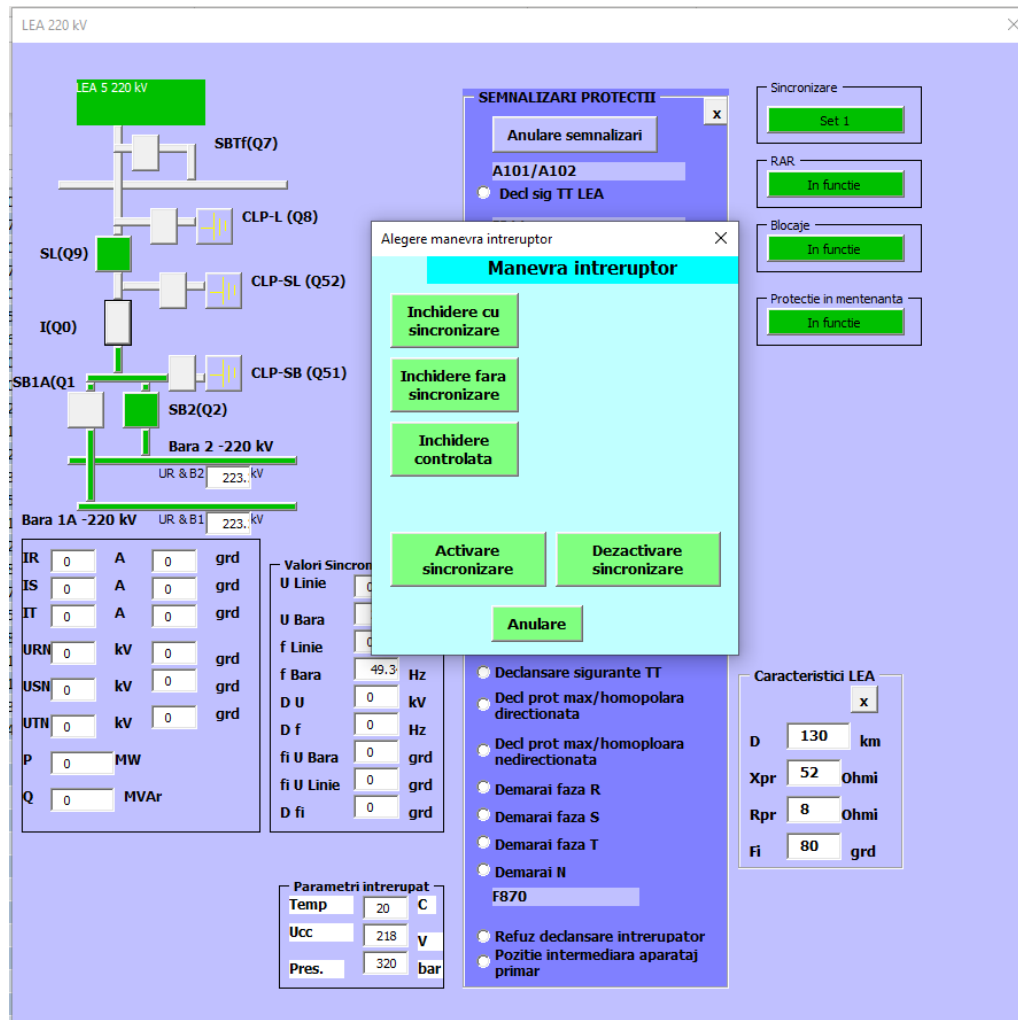 LEA 220 kV
LEA 5 220 kV
SBTf(Q7)
CLP-L (Q8)
SL(Q9)
CLP-SL (Q52)
I(Q0)
CLP-SB (Q51)
SB1A(Q1
SB2(Q2)
Bara 2 -220 kV
UR & B2 223. kV
Bara 1A -220 kV UR & B1 223. kV
IR 0 A 0 grd
IS 0 A 0 grd
IT 0 A 0 grd
URN 0 kV 0 grd
USN 0 kV 0 grd
UTN 0 kV 0 grd
P 0 MW
Q 0 MVAr
Valori Sincron
U Linie
U Bara
f Linie
f Bara 49.3 Hz
D U 0 kV
D f 0 Hz
fi U Bara 0 grd
fi U Linie 0 grd
D fi 0 grd
Parametri intrerupat
Temp 20 C
Ucc 218 V
Pres. 320 bar
SEMNALIZARI PROTECTII
x
Anulare semnalizari
A101/A102
Decl sig TT LEA
Alegere manevra intreruptor
Manevra intreruptor
Inchidere cu
sincronizare
Inchidere fara
sincronizare
Inchidere
controlata
Activare
sincronizare
Dezactivare
sincronizare
Anulare
Declansare sigurante TT
Decl prot max/homopolara
directionata
Decl prot max/homoploara
nedirectionata
Demarai faza R
Demarai faza S
Demarai faza T
Demarai N
F870
Refuz declansare intrerupator
Pozitie intermediara aparataj
primar
Sincronizare
Set 1
RAR
In functie
Blocaje
In functie
Protectie in mentenanta
In functie
Caracteristici LEA
x
D 130 km
Xpr 52 Ohmi
Rpr 8 Ohmi
Fi 80 grd